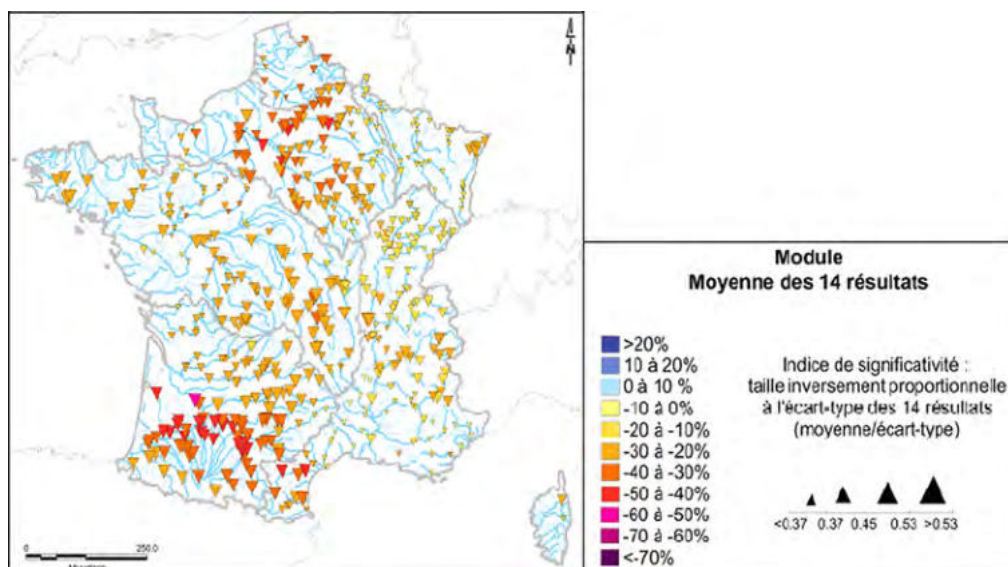 N
0
250.0
Module
Moyenne des 14 résultats
>20%
10 à 20%
0 à 10 %
-10 à 0%
-20 à -10%
-30 à -20%
-40 à -30%
-50 à -40%
-60 à -50%
-70 à -60%
<-70%
Indice de significativité :
taille inversement proportionnelle
à l'écart-type des 14 résultats
(moyenne/écart-type)
<0.37 0.37 0.45 0.53 >0.53